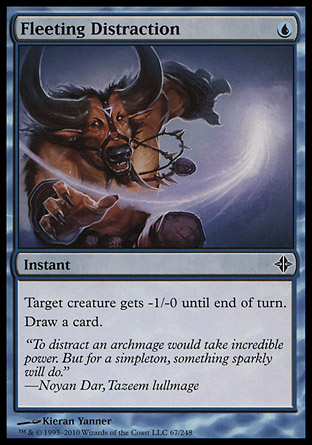 Fleeting Distraction
Instant
Target creature gets -1/-0 until end of turn.
Draw a card.
“To distract an archmage would take incredible
power. But for a simpleton, something sparkly
will do.”
—Noyan Dar, Tazeem lullmage
Kieran Yanner
™ & © 1993–2010 Wizards of the Coast LLC 67/248